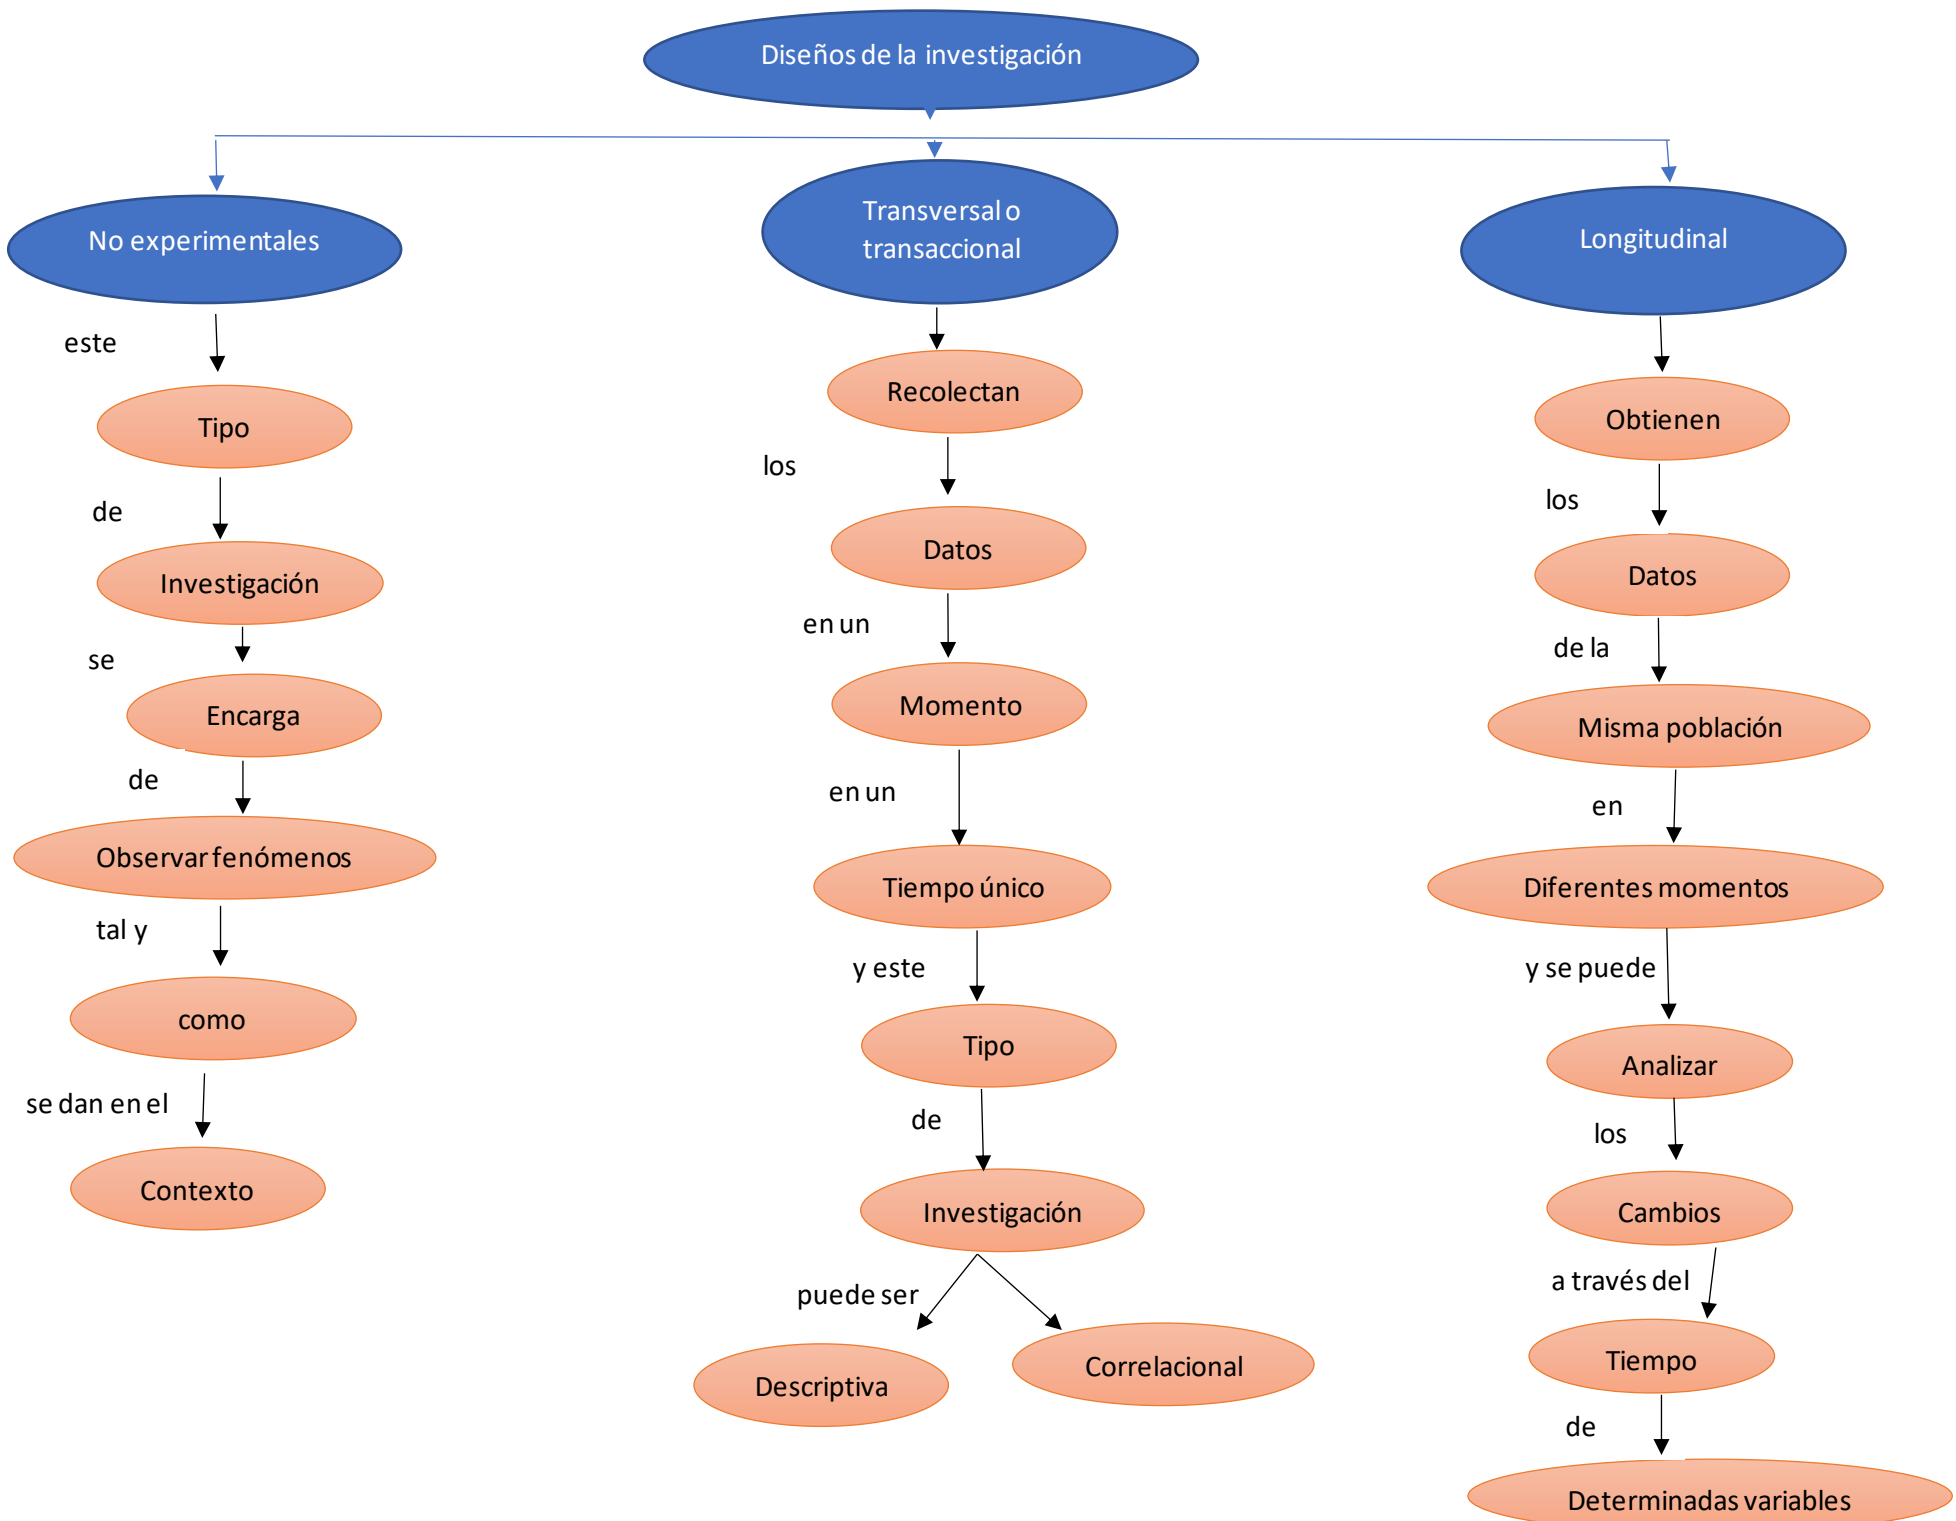 Diseños de la investigación
No experimentales
este
Tipo
de
Investigación
se
Encarga
de
Observar fenómenos
tal y
como
se dan en el
Contexto
Transversal o
transaccional
Recolectan
los
Datos
en un
Momento
en un
Tiempo único
y este
Tipo
de
Investigación
puede ser
Descriptiva
Correlacional
Longitudinal
Obtienen
los
Datos
de la
Misma población
en
Diferentes momentos
y se puede
Analizar
los
Cambios
a través del
Tiempo
de
Determinadas variables